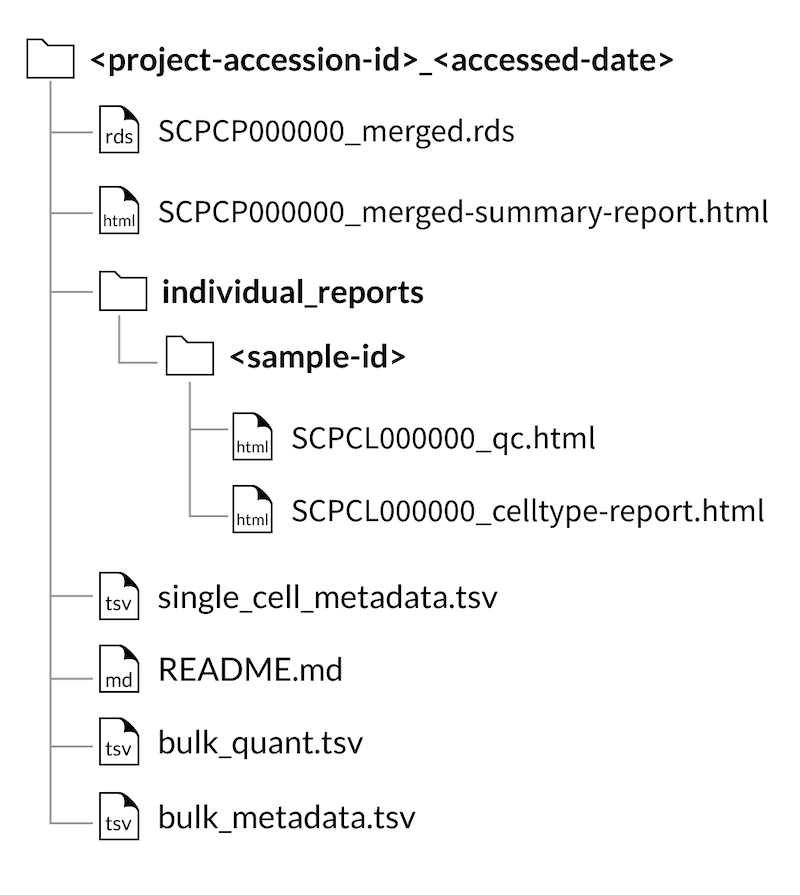 <project-accession-id>_<accessed-date>
rds SCPCP000000_merged.rds
html SCPCP000000_merged-summary-report.html
individual_reports
<sample-id>
html SCPCL000000_qc.html
html SCPCL000000_celltype-report.html
tsv single_cell_metadata.tsv
md README.md
tsv bulk_quant.tsv
tsv bulk_metadata.tsv